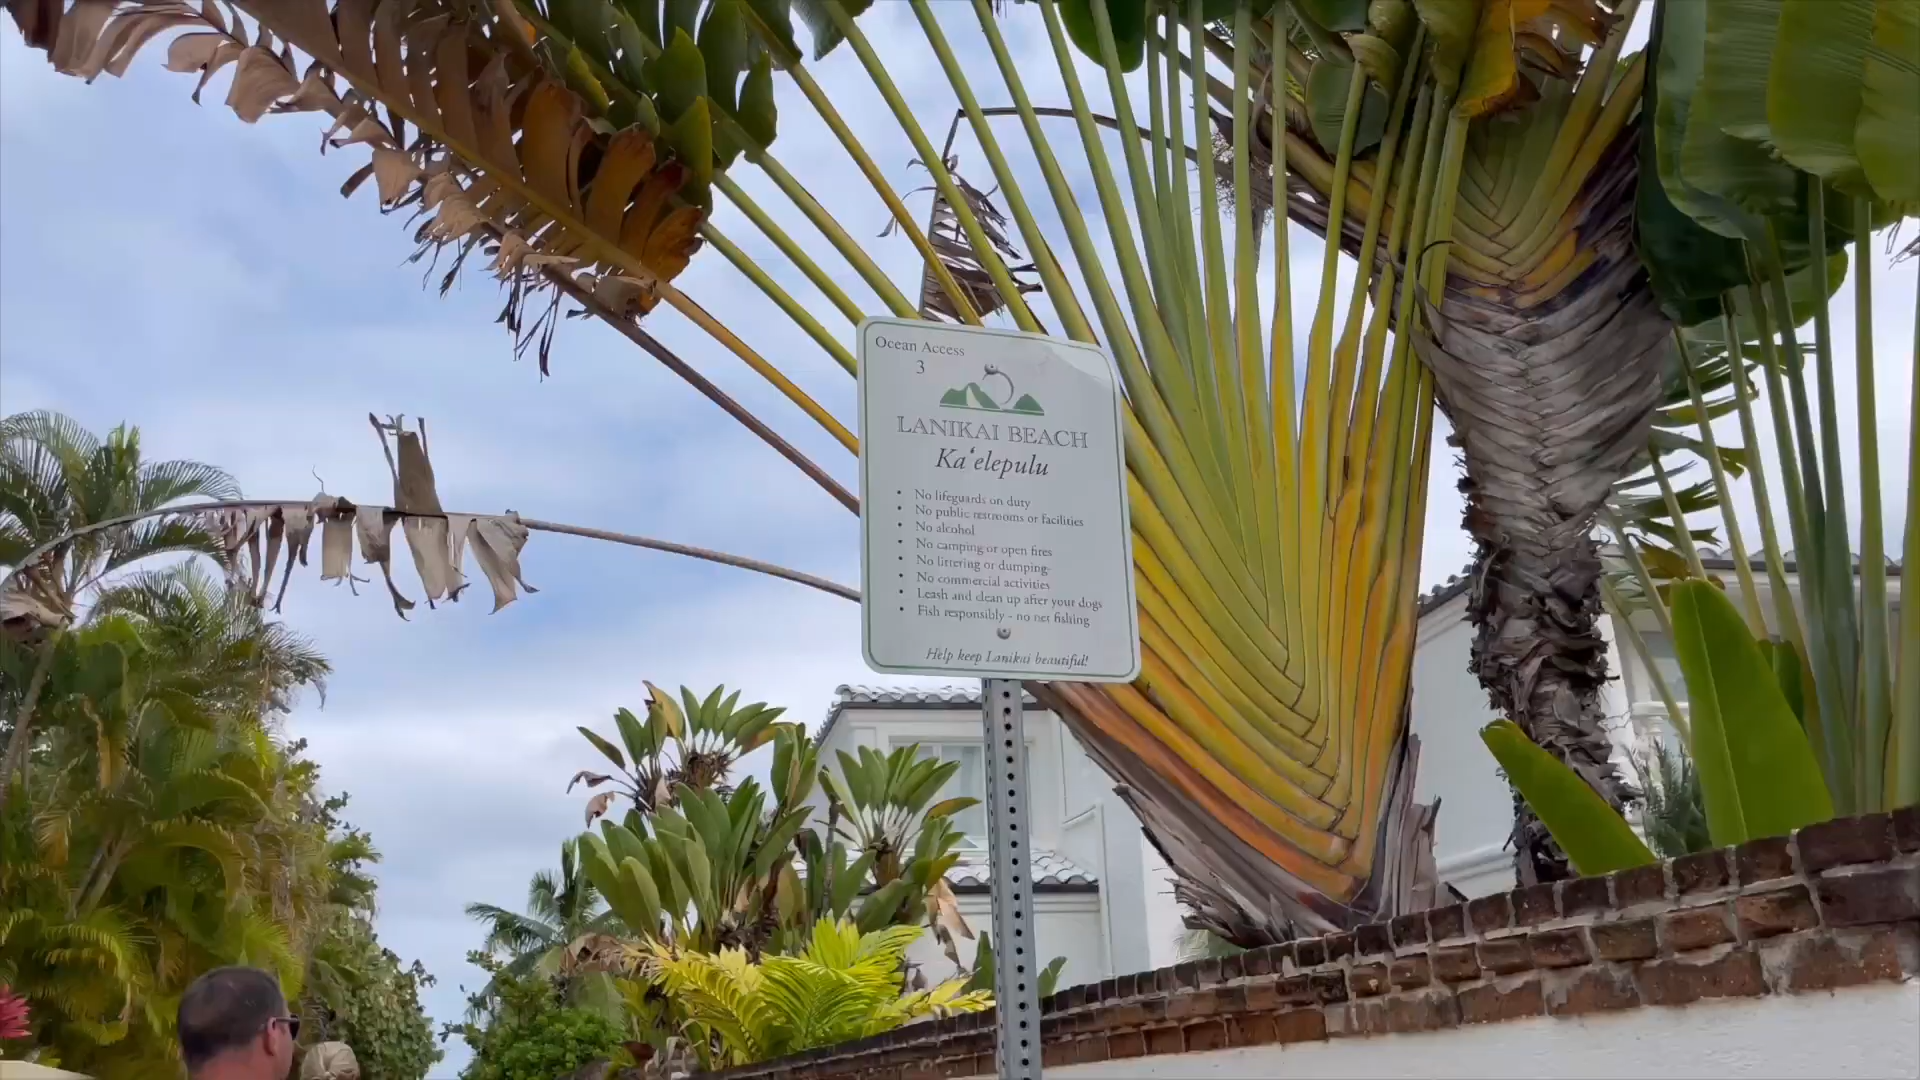 Ocean Access
3
LANIKAI BEACH
Kaʻelepulu
• No lifeguards on duty
• No public restrooms or facilities
• No alcohol
• No camping or open fires
• No littering or dumping
• No commercial activities
• Leash and clean up after your dogs
• Fish responsibly - no net fishing
Help keep Lanikai beautiful!